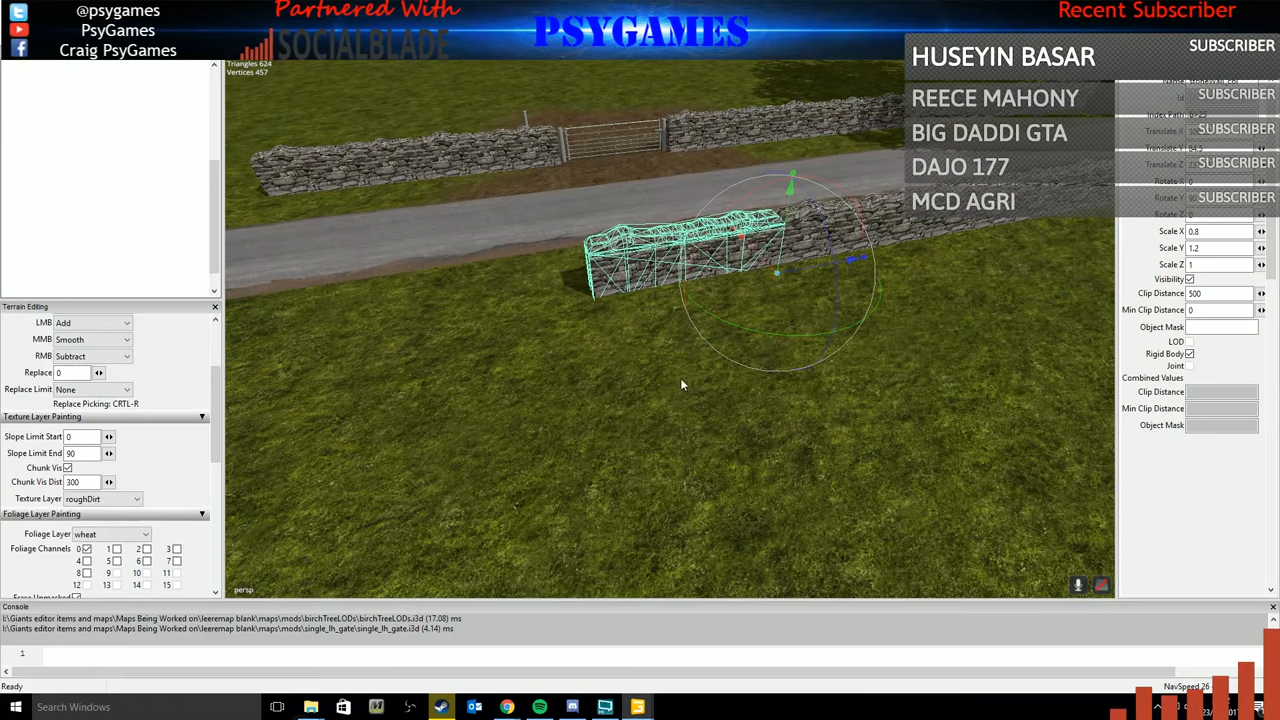 @psygames
PsyGames
Craig PsyGames
Partnered With
SOCIALBLADE
PSYGAMES
Recent Subscriber
HUSEYIN BASAR SUBSCRIBER
REECE MAHONY SUBSCRIBER
BIG DADDI GTA SUBSCRIBER
DAJO 177 SUBSCRIBER
MCD AGRI SUBSCRIBER
Triangles 624
Vertices 457
Scale X 0.8
Scale Y 1.2
Scale Z 1
Visibility
Clip Distance 500
Min Clip Distance 0
Object Mask
LOD
Rigid Body
Joint
Combined Values
Clip Distance
Min Clip Distance
Object Mask
Terrain Editing
LMB Add
MMB Smooth
RMB Subtract
Replace 0
Replace Limit None
Replace Picking: CRTL-R
Texture Layer Painting
Slope Limit Start 0
Slope Limit End 90
Chunk Vis
Chunk Vis Dist 300
Texture Layer roughDirt
Foliage Layer Painting
Foliage Layer wheat
Foliage Channels 0 1 2 3
4 5 6 7
8 9 10 11
12 13 14 15
persp
Console
I:\Giants editor items and maps\Maps Being Worked on\leeremap blank\maps\mods\birchTreeLODs\birchTreeLODs.i3d (17.08) ms
I:\Giants editor items and maps\Maps Being Worked on\leeremap blank\maps\mods\single_lh_gate\single_lh_gate.i3d (4.14) ms
1
Ready
NavSpeed 26
Search Windows